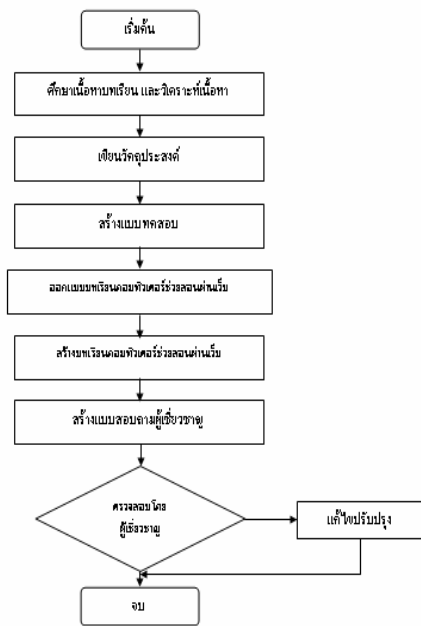 เริ่มต้น
ศึกษาเนื้อหาบทเรียน และวิเคราะห์เนื้อหา
เขียนวัตถุประสงค์
สร้างแบบทดสอบ
ออกแบบบทเรียนคอมพิวเตอร์ช่วยสอนผ่านเว็บ
สร้างบทเรียนคอมพิวเตอร์ช่วยสอนผ่านเว็บ
สร้างแบบสอบถามผู้เชี่ยวชาญ
ตรวจสอบโดย
ผู้เชี่ยวชาญ
แก้ไขปรับปรุง
จบ